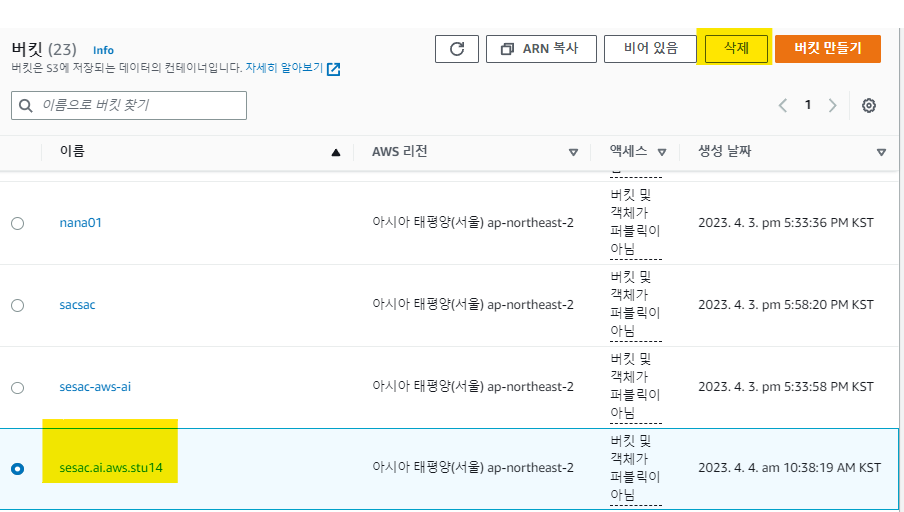 버킷 (23) Info
버킷은 S3에 저장되는 데이터의 컨테이너입니다. 자세히 알아보기
ARN 복사
비어 있음
삭제
버킷 만들기
이름으로 버킷 찾기
1
이름 AWS 리전 액세스 생성 날짜
nana01 아시아 태평양(서울) ap-northeast-2 버킷 및
객체가
퍼블릭이
아님
2023. 4. 3. pm 5:33:36 PM KST
sacsac 아시아 태평양(서울) ap-northeast-2 버킷 및
객체가
퍼블릭이
아님
2023. 4. 3. pm 5:58:20 PM KST
sesac-aws-ai 아시아 태평양(서울) ap-northeast-2 버킷 및
객체가
퍼블릭이
아님
2023. 4. 3. pm 5:33:58 PM KST
sesac.ai.aws.stu14 아시아 태평양(서울) ap-northeast-2 버킷 및
객체가
퍼블릭이
아님
2023. 4. 4. am 10:38:19 AM KST